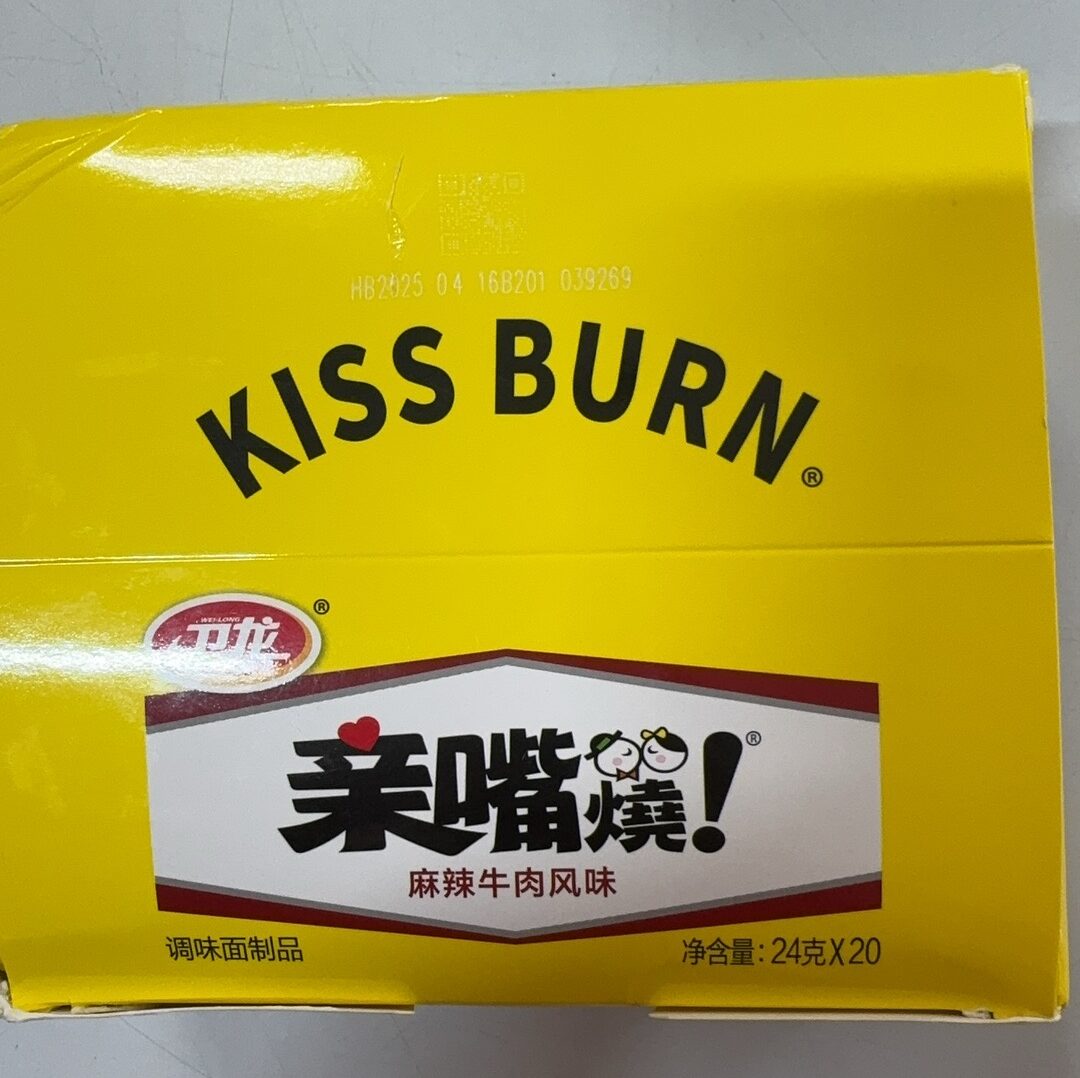 HB2025 04 16B201 039269
KISS BURN®
WEI-LONG
卫龙®
亲嘴燒!®
麻辣牛肉风味
调味面制品
净含量:24克X20